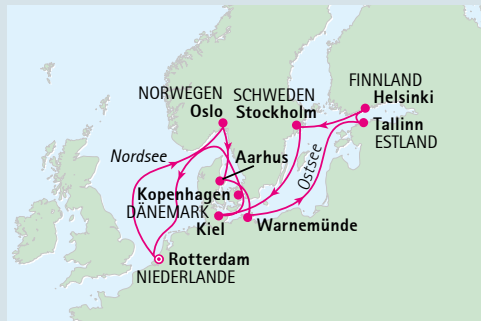 FINNLAND
Helsinki
NORWEGEN
Oslo
SCHWEDEN
Stockholm
Tallinn
ESTLAND
Nordsee
Aarhus
Ostsee
Kopenhagen
DÄNEMARK
Kiel
Warnemünde
Rotterdam
NIEDERLANDE